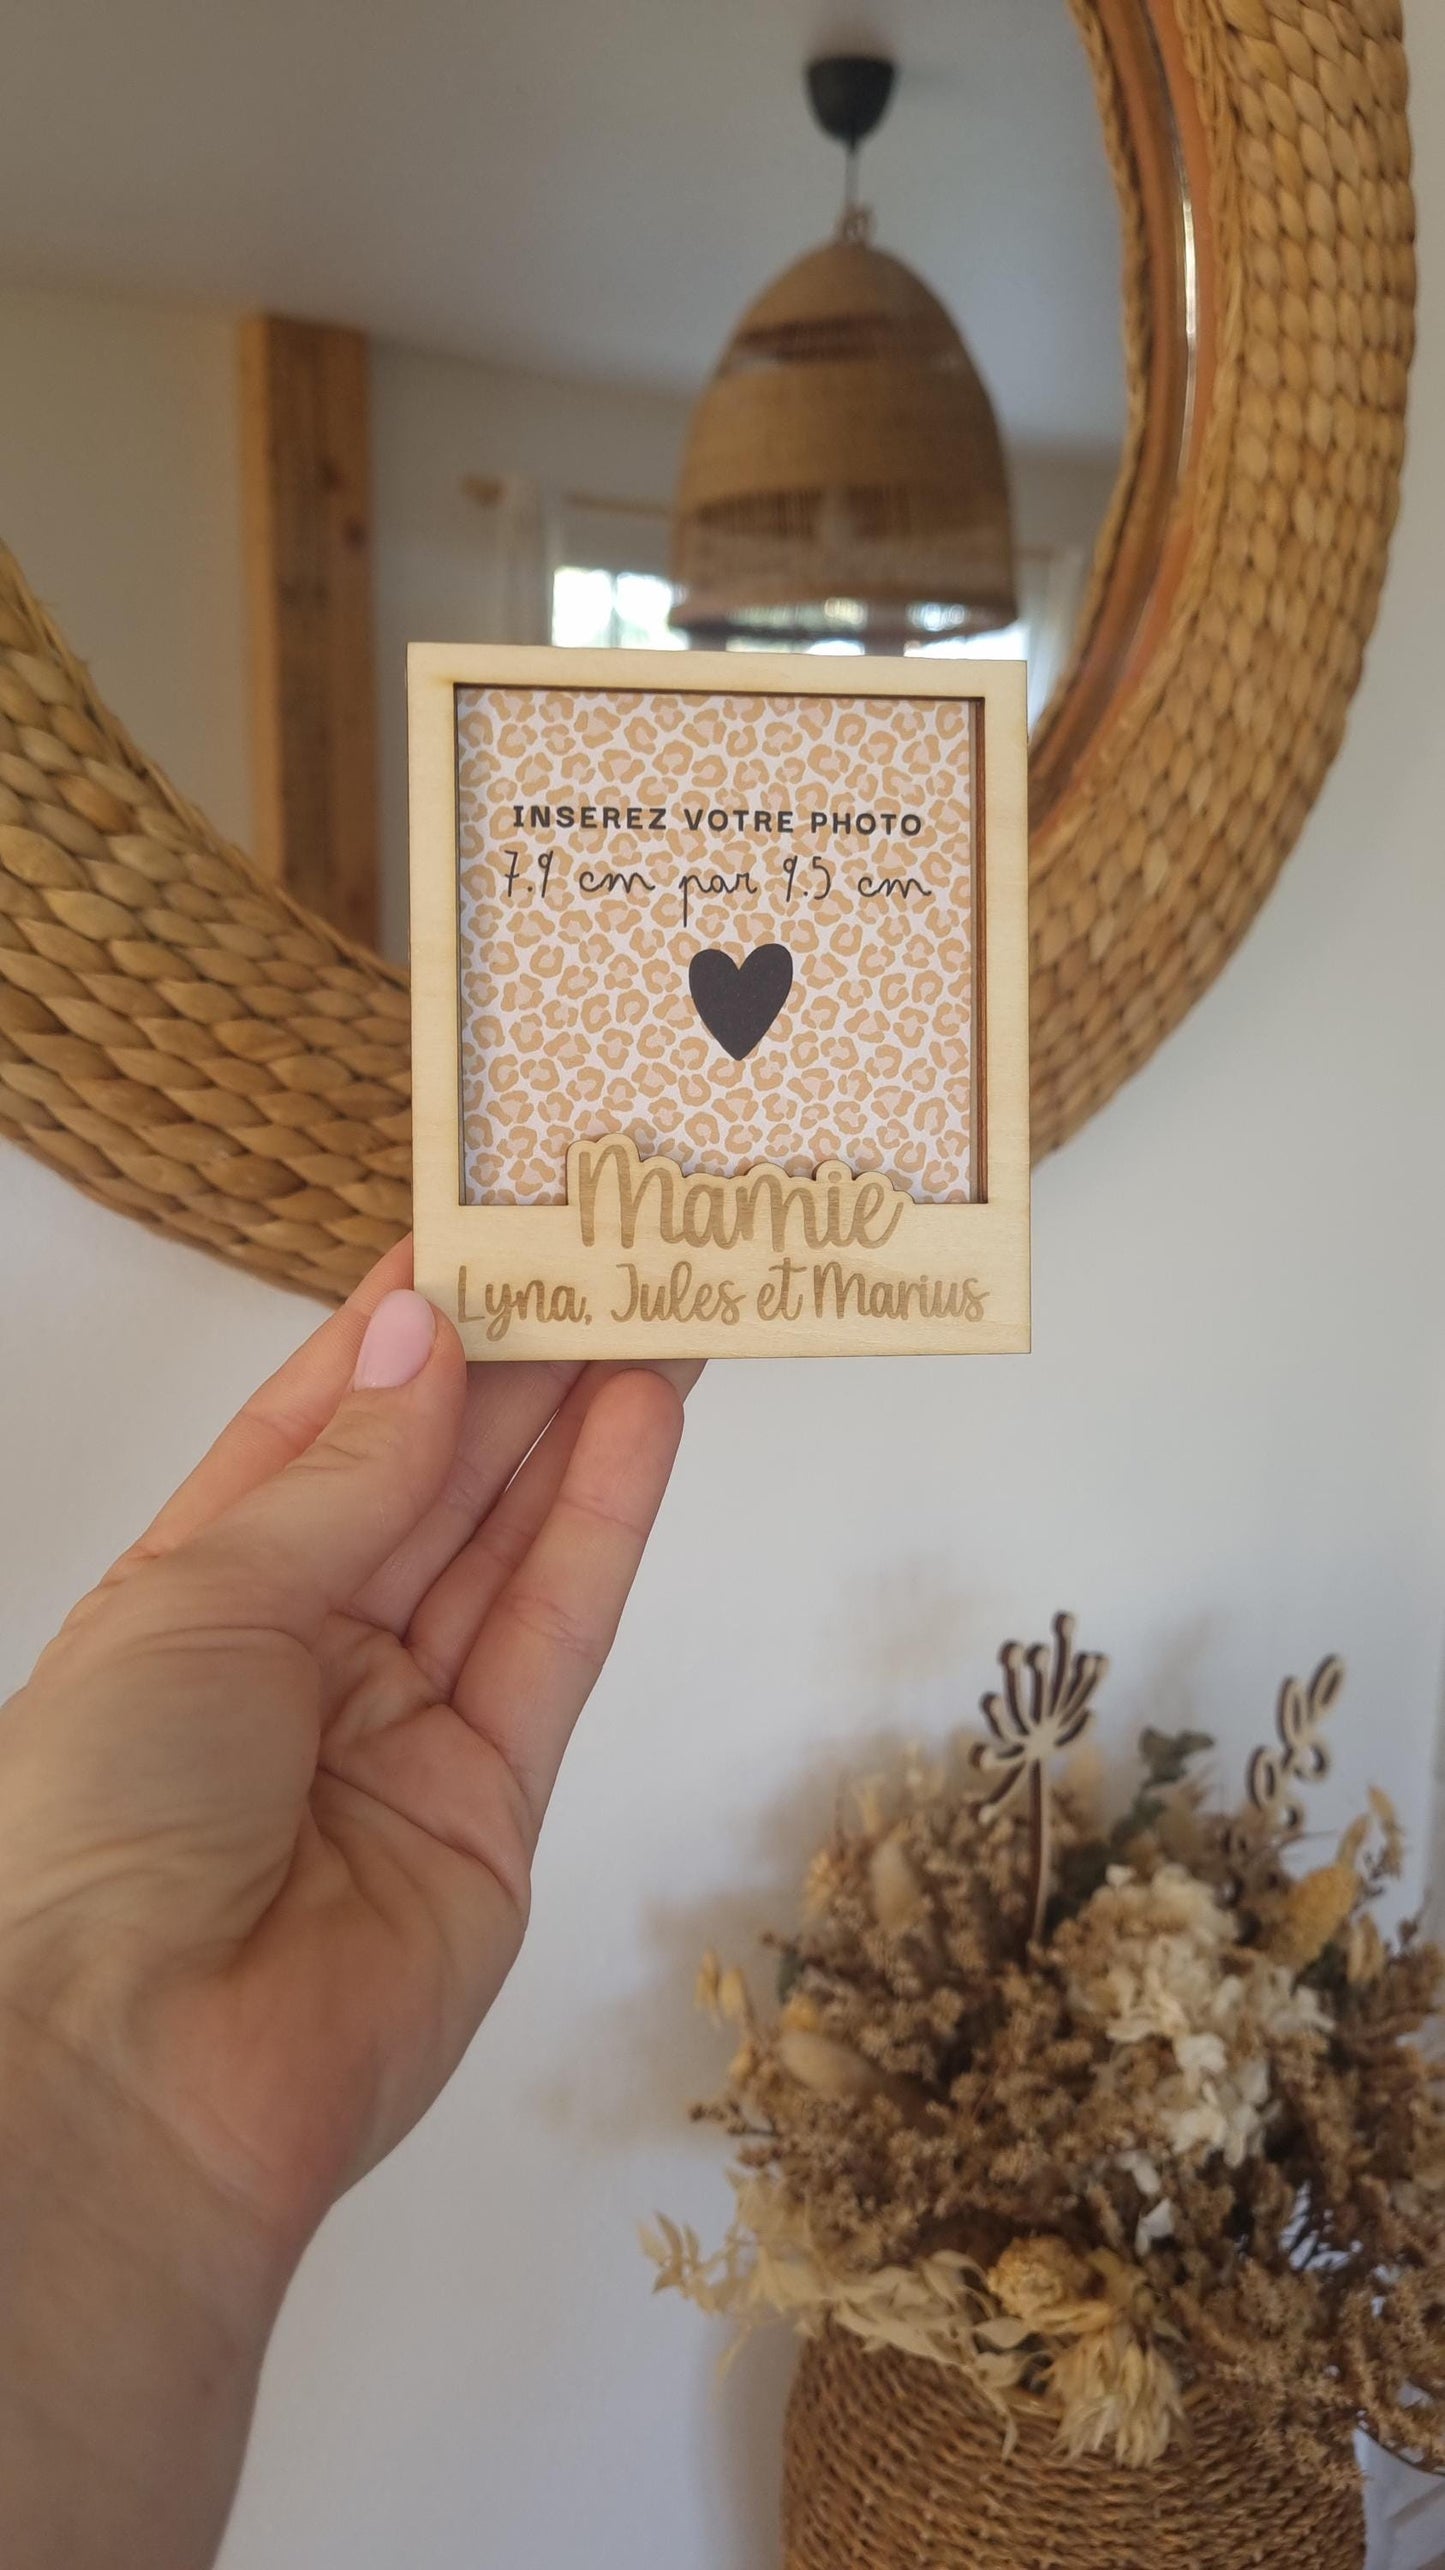 INSEREZ VOTRE PHOTO
7.9 cm par 9.5 cm
Mamie
Lyna, Jules et Marius